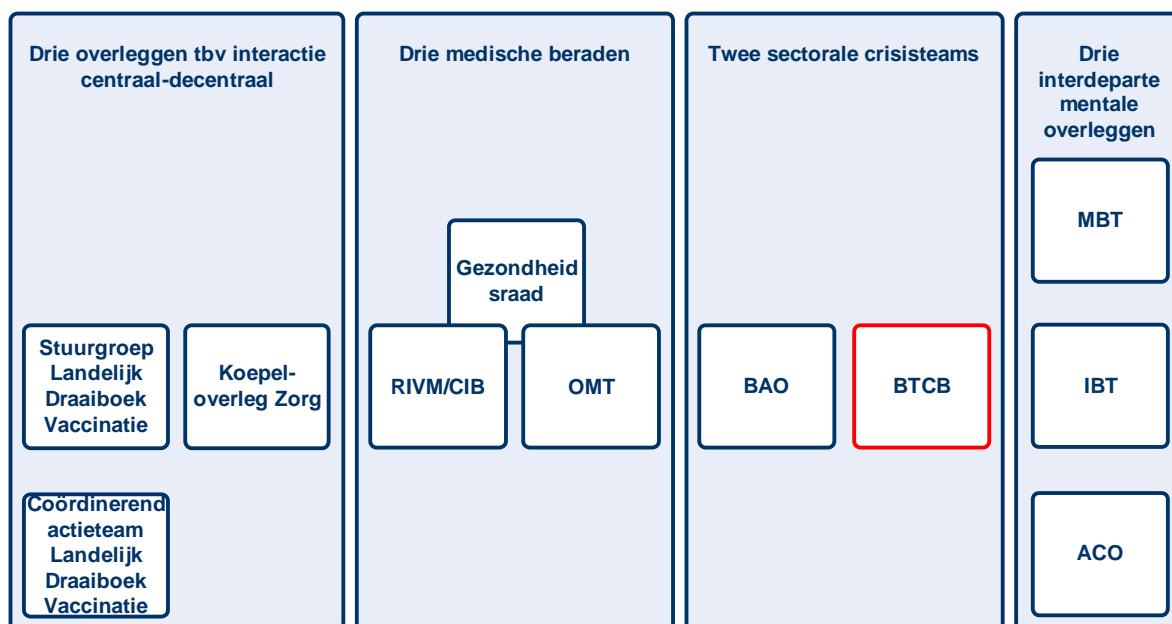 Drie overleggen tbv interactie
centraal-decentraal
Stuurgroep
Landelijk
Draaiboek
Vaccinatie
Koepel-
overleg Zorg
Coördinerend
actieteam
Landelijk
Draaiboek
Vaccinatie
Drie medische beraden
Gezondheid
sraad
RIVM/CIB
OMT
Twee sectorale crisisteams
BAO
BTCB
Drie
interdeparte
mentale
overleggen
MBT
IBT
ACO